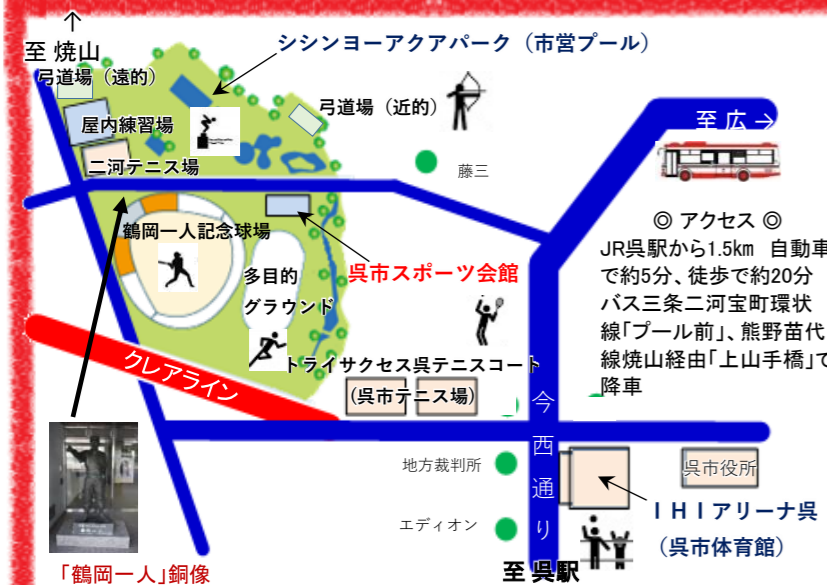 ↑
至 焼山
シシンヨーアクアパーク（市営プール）
弓道場（遠的）
弓道場（近的）
屋内練習場
至 広 →
二河テニス場
藤三
◎ アクセス ◎
JR呉駅から1.5km 自動車
で約5分、徒歩で約20分
バス三条二河宝町環状
線「プール前」、熊野苗代
線焼山経由「上山手橋」で
降車
鶴岡一人記念球場
呉市スポーツ会館
多目的
グラウンド
クレアライン
トライサクセス呉テニスコート
(呉市テニス場)
今西通り
地方裁判所
呉市役所
エディオン
ＩＨＩアリーナ呉
（呉市体育館）
至 呉駅
「鶴岡一人」銅像